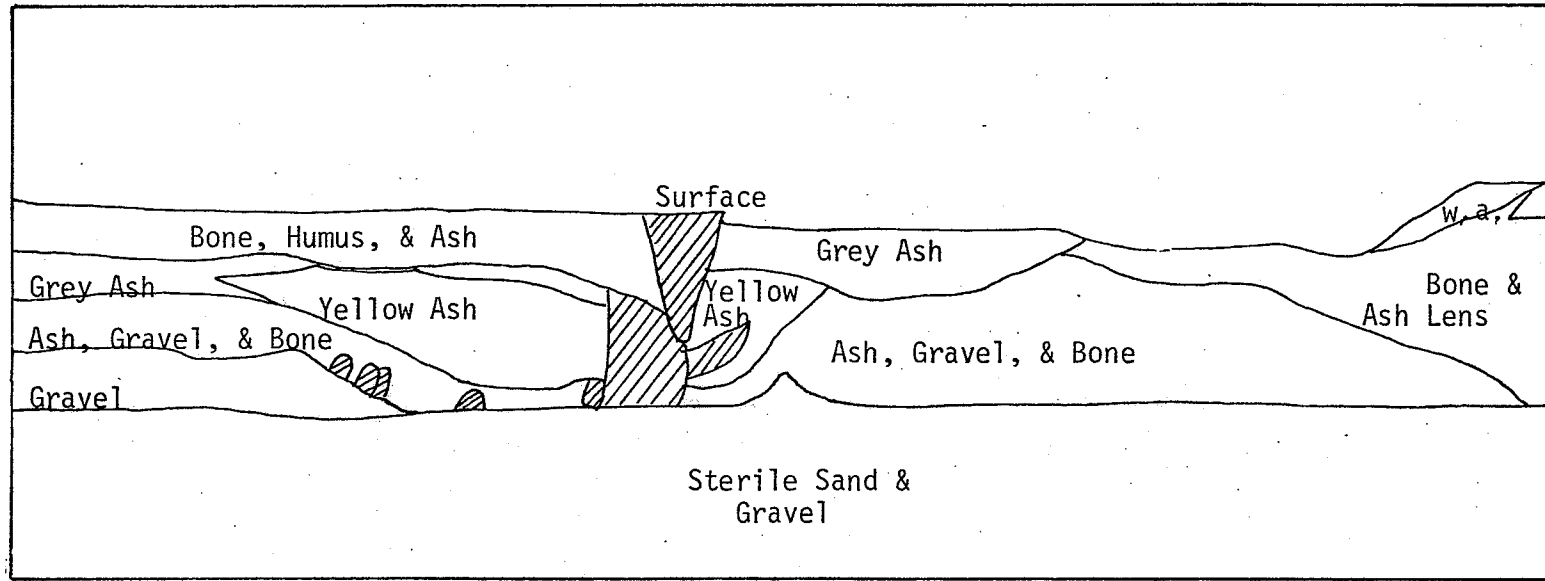 Surface
Bone, Humus, & Ash
Grey Ash
w.a.
Grey Ash
Yellow Ash
Yellow
Ash
Bone &
Ash Lens
Ash, Gravel, & Bone
Ash, Gravel, & Bone
Gravel
Sterile Sand &
Gravel